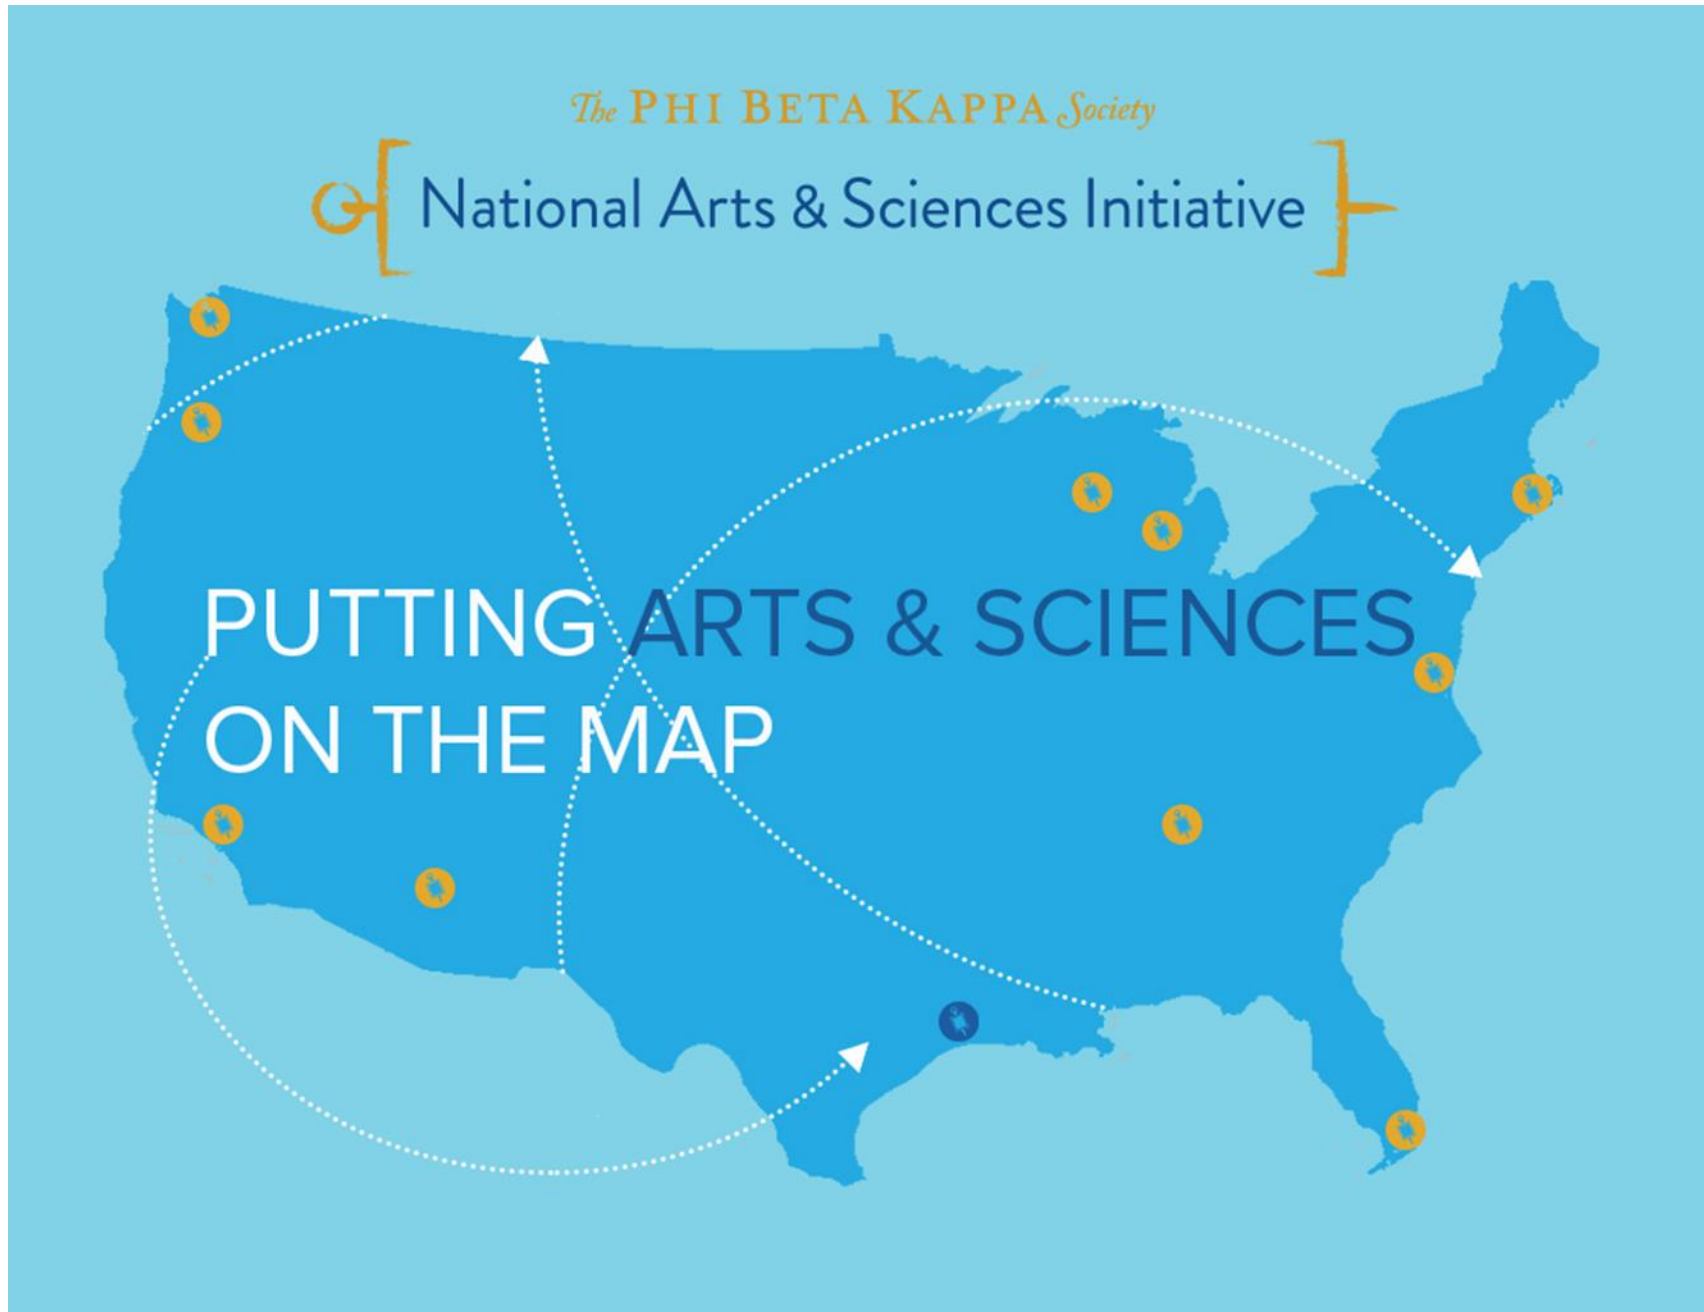 The PHI BETA KAPPA Society
National Arts & Sciences Initiative
PUTTING ARTS & SCIENCES
ON THE MAP